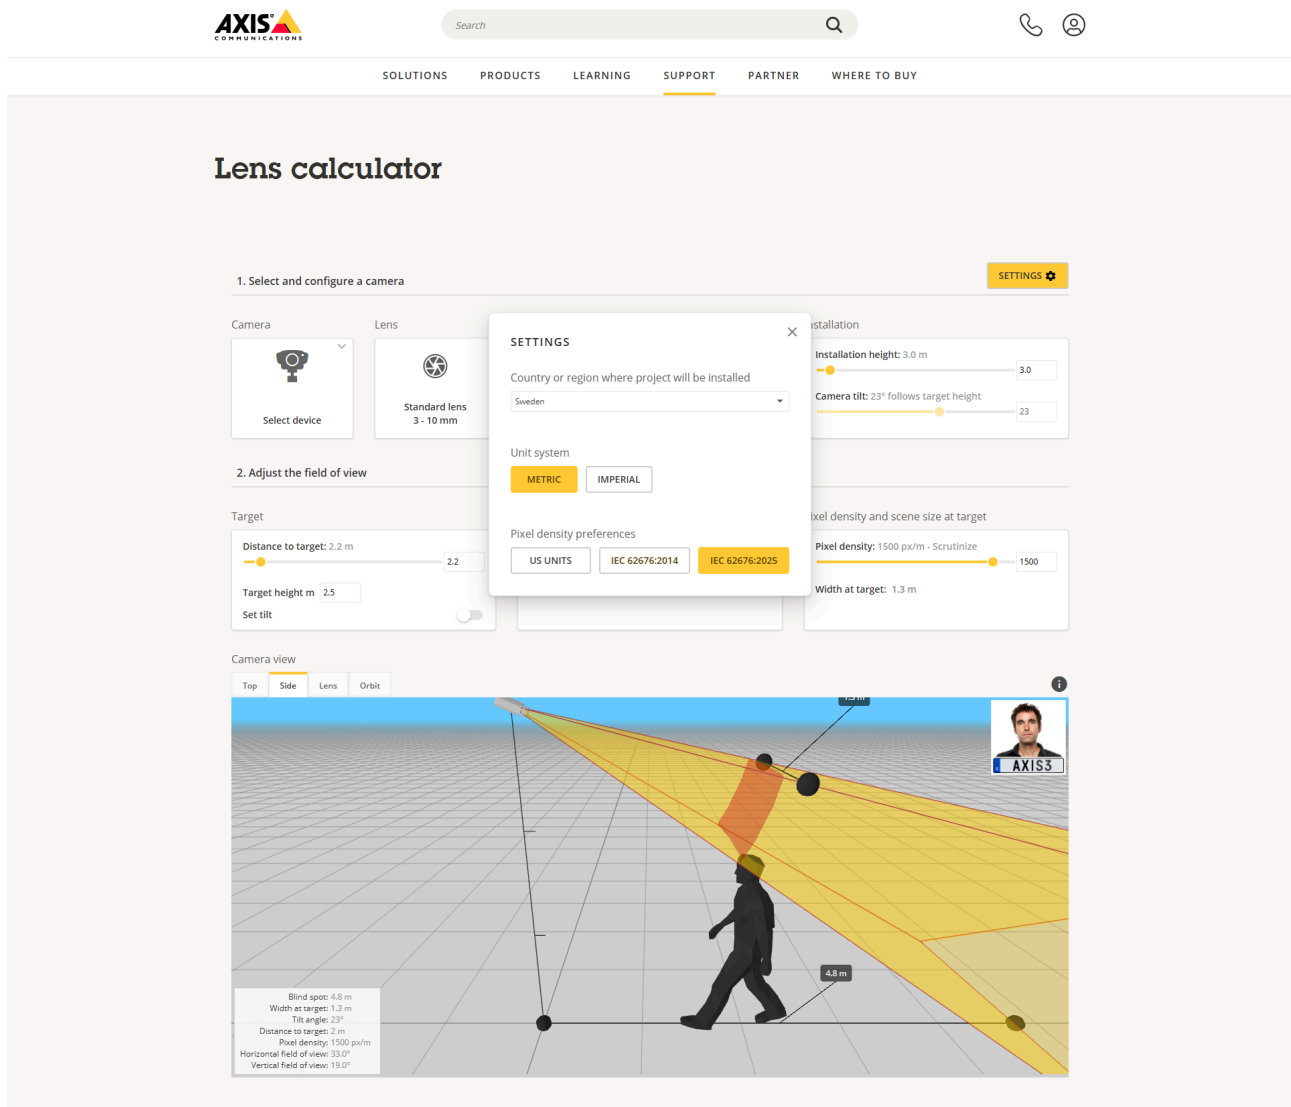 AXIS
COMMUNICATIONS
Search
SOLUTIONS PRODUCTS LEARNING SUPPORT PARTNER WHERE TO BUY
Lens calculator
1. Select and configure a camera
SETTINGS
Camera
Select device
Lens
Standard lens
3 - 10 mm
stallation
Installation height: 3.0 m
3.0
Camera tilt: 23° follows target height
23
SETTINGS
Country or region where project will be installed
Sweden
Unit system
METRIC IMPERIAL
Pixel density preferences
US UNITS IEC 62676:2014 IEC 62676:2025
2. Adjust the field of view
Target
Distance to target: 2.2 m
2.2
Target height m 2.5
Set tilt
ixel density and scene size at target
Pixel density: 1500 px/m - Scrutinize
1500
Width at target: 1.3 m
Camera view
Top Side Lens Orbit
i
1.3 m
AXIS3
4.8 m
Blind spot: 4.8 m
Width at target: 1.3 m
Tilt angle: 23°
Distance to target: 2 m
Pixel density: 1500 px/m
Horizontal field of view: 33.0°
Vertical field of view: 19.0°